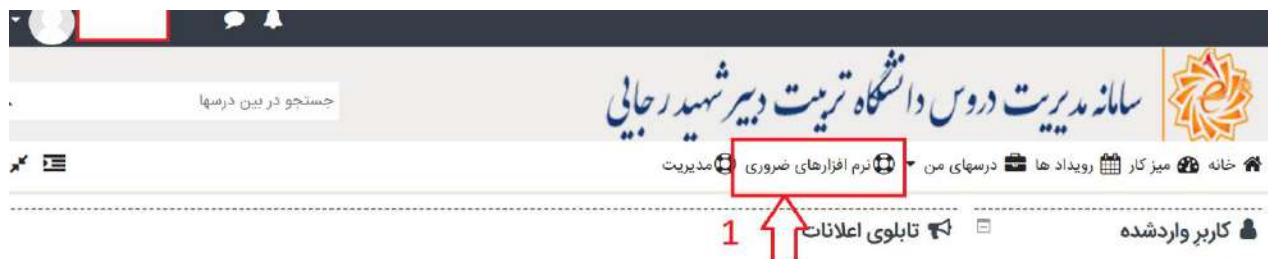 سامانه مدیریت دروس دانشگاه تربیت دبیر شهید رجایی
جستجو در بین درسها
خانه میز کار رویداد ها درسهای من نرم افزارهای ضروری مدیریت
کاربر واردشده
تابلوی اعلانات
1